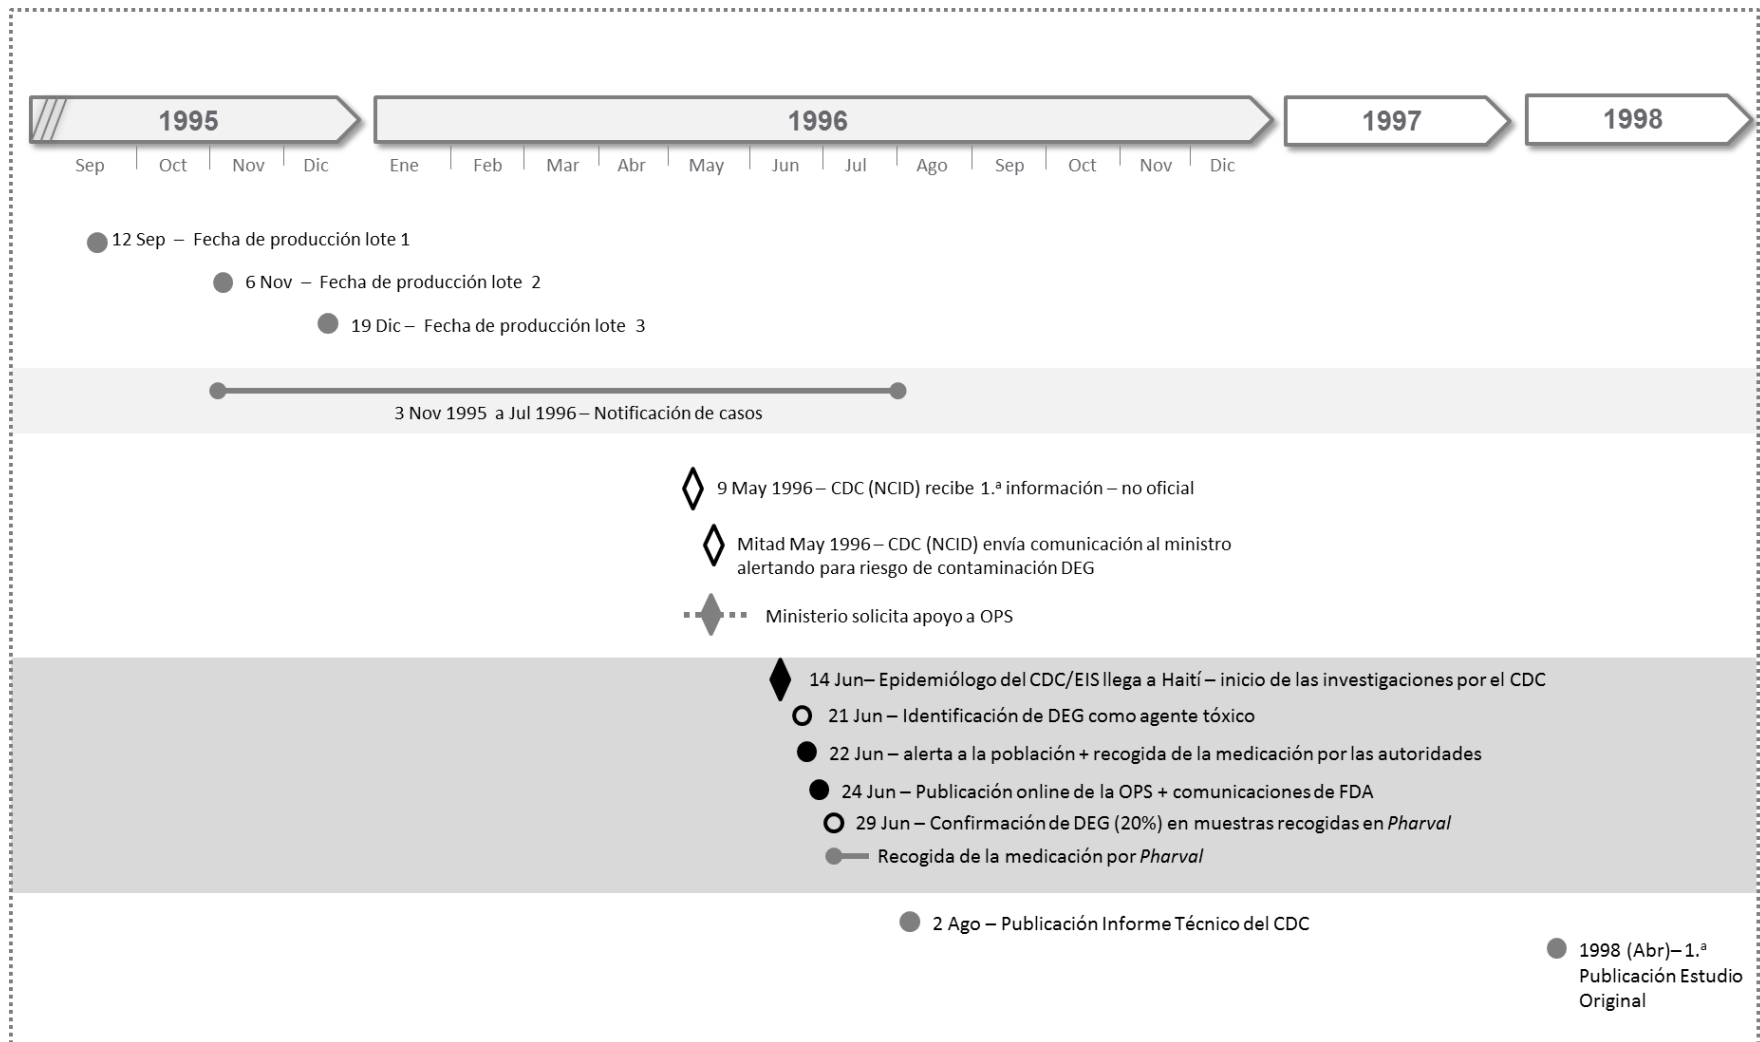 1995
1996
1997
1998
Sep Oct Nov Dic Ene Feb Mar Abr May Jun Jul Ago Sep Oct Nov Dic
12 Sep – Fecha de producción lote 1
6 Nov – Fecha de producción lote 2
19 Dic – Fecha de producción lote 3
3 Nov 1995 a Jul 1996 – Notificación de casos
9 May 1996 – CDC (NCID) recibe 1.ª información – no oficial
Mitad May 1996 – CDC (NCID) envía comunicación al ministro
alertando para riesgo de contaminación DEG
Ministerio solicita apoyo a OPS
14 Jun– Epidemiólogo del CDC/EIS llega a Haití – inicio de las investigaciones por el CDC
21 Jun – Identificación de DEG como agente tóxico
22 Jun – alerta a la población + recogida de la medicación por las autoridades
24 Jun – Publicación online de la OPS + comunicaciones de FDA
29 Jun – Confirmación de DEG (20%) en muestras recogidas en Pharval
Recogida de la medicación por Pharval
2 Ago – Publicación Informe Técnico del CDC
1998 (Abr)– 1.ª
Publicación Estudio
Original